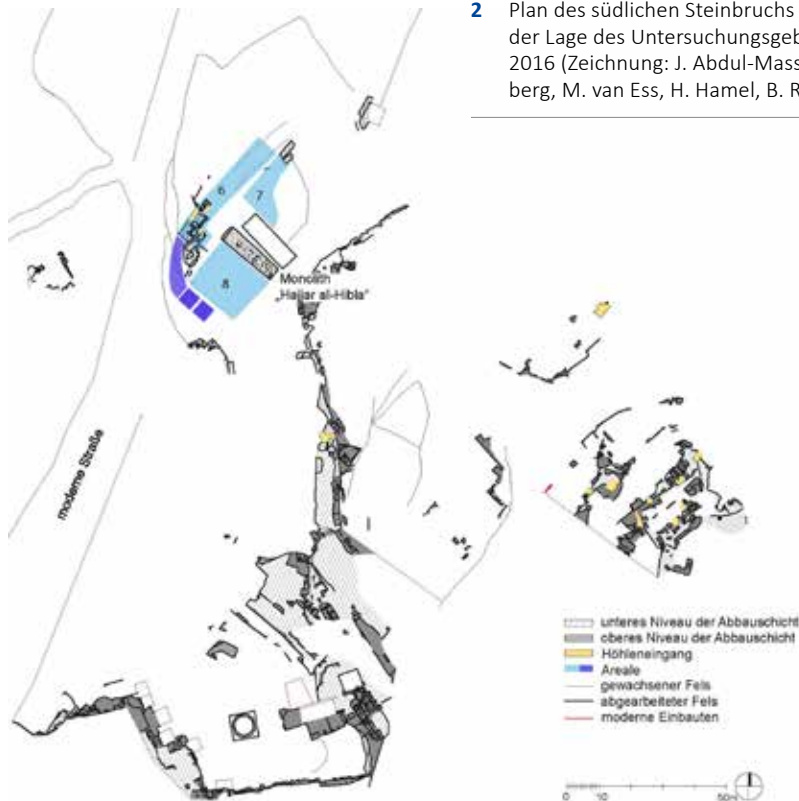 2 Plan des südlichen Steinbruchs
der Lage des Untersuchungsgeb
2016 (Zeichnung: J. Abdul-Mass
berg, M. van Ess, H. Hamel, B. R
6
7
8
Monolith
„Hajjar al-Hibla"
moderne Straße
unteres Niveau der Abbauschicht
oberes Niveau der Abbauschicht
Höhleneingang
Areale
gewachsener Fels
abgearbeiteter Fels
moderne Einbauten
0 10 50m